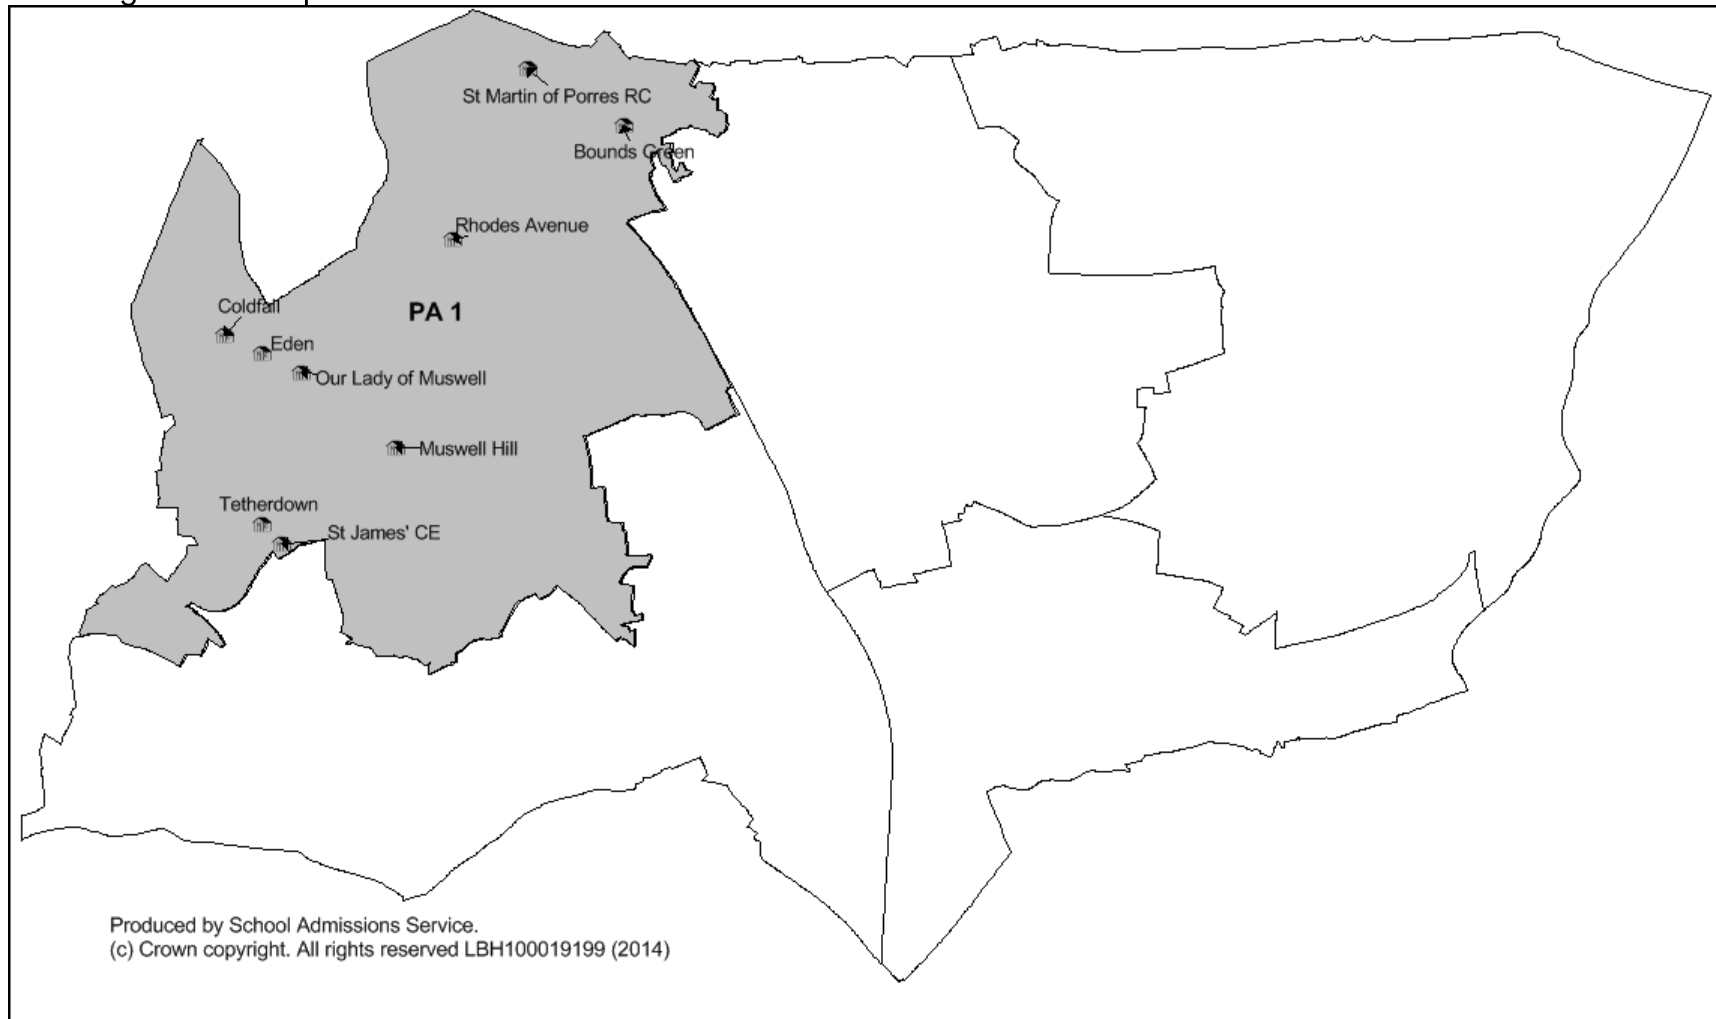 St Martin of Porres RC
Bounds Green
Rhodes Avenue
Coldfall
PA 1
Eden
Our Lady of Muswell
Muswell Hill
Tetherdown
St James' CE
Produced by School Admissions Service.
(c) Crown copyright. All rights reserved LBH100019199 (2014)